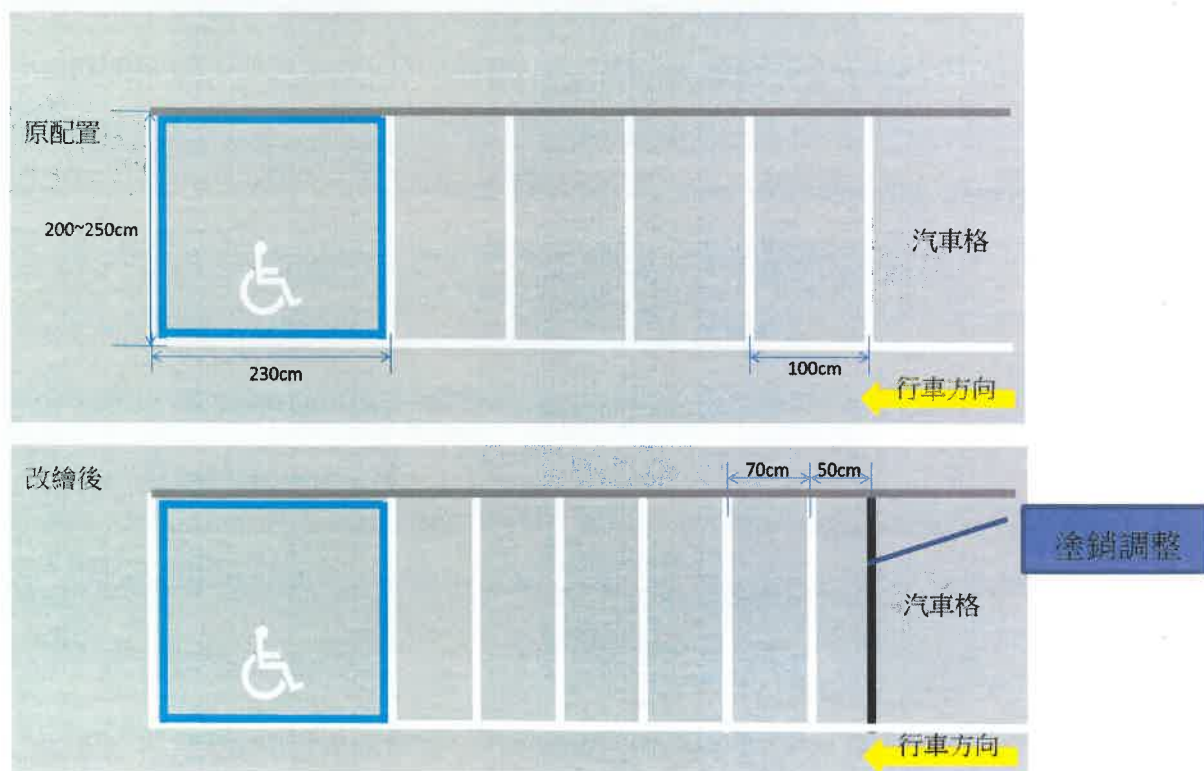 原配置
200~250cm
汽車格
230cm
100cm
行車方向
改繪後
70cm
50cm
塗銷調整
汽車格
行車方向